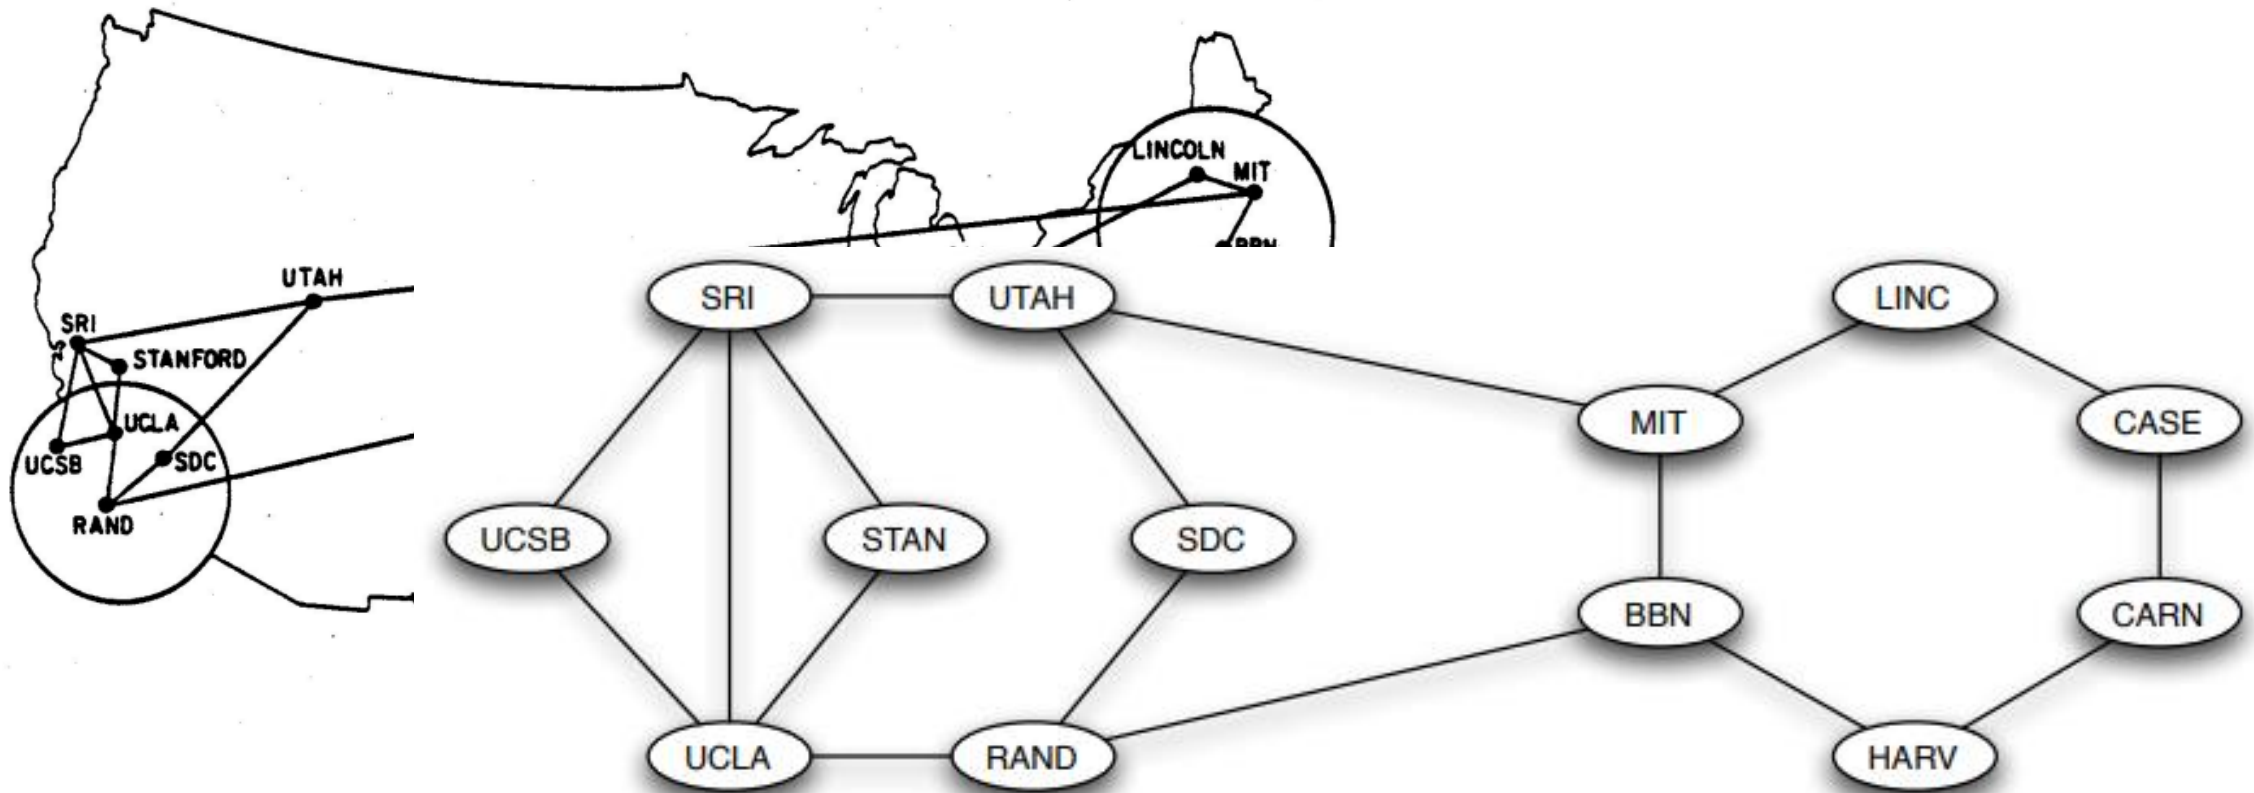 LINCOLN
MIT
BBN
UTAH
SRI
STANFORD
UCLA
UCSB
SDC
RAND
SRI
UTAH
LINC
MIT
CASE
UCSB
STAN
SDC
BBN
CARN
UCLA
RAND
HARV